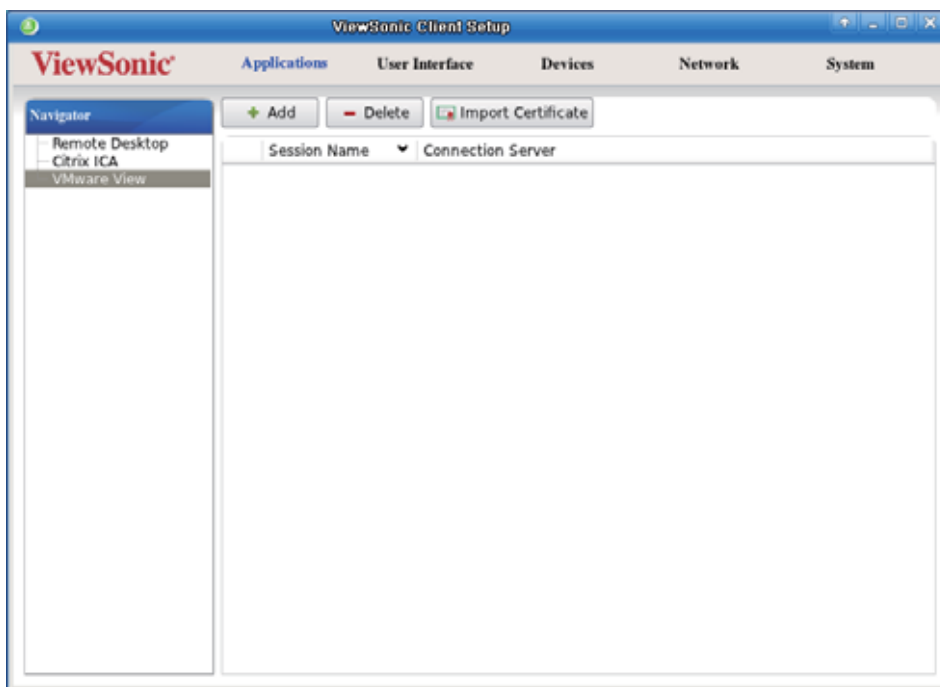 ViewSonic Client Setup
ViewSonic
Applications User Interface Devices Network System
Navigator
Remote Desktop
Citrix ICA
VMware View
Add Delete Import Certificate
Session Name Connection Server